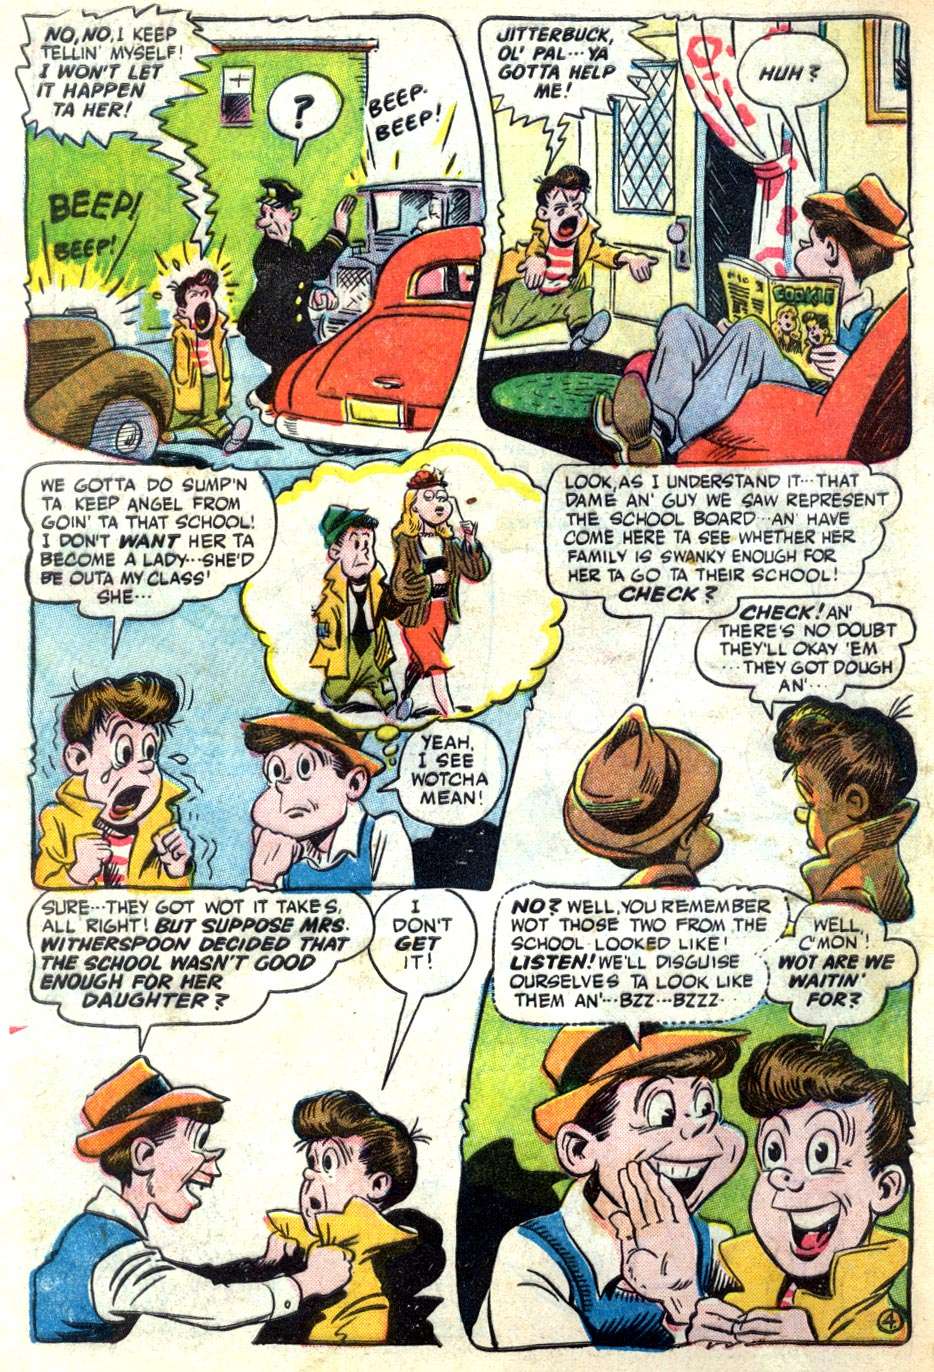 NO, NO, I KEEP
TELLIN' MYSELF!
I WON'T LET
IT HAPPEN
TA HER!
?
BEEP-
BEEP!
BEEP!
BEEP!
JITTERBUCK,
OL' PAL--YA
GOTTA HELP
ME!
HUH?
COOKIE
WE GOTTA DO SUMP'N
TA KEEP ANGEL FROM
GOIN' TA THAT SCHOOL!
I DON'T WANT HER TA
BECOME A LADY--SHE'D
BE OUTA MY CLASS!
SHE---
YEAH,
I SEE
WOTCHA
MEAN!
LOOK, AS I UNDERSTAND IT--THAT
DAME AN' GUY WE SAW REPRESENT
THE SCHOOL BOARD--AN' HAVE
COME HERE TA SEE WHETHER HER
FAMILY IS SWANKY ENOUGH FOR
HER TA GO TA THEIR SCHOOL!
CHECK?
CHECK! AN'
THERE'S NO DOUBT
THEY'LL OKAY 'EM
--THEY GOT DOUGH
AN'--
SURE--THEY GOT WOT IT TAKES,
ALL RIGHT! BUT SUPPOSE MRS.
WITHERSPOON DECIDED THAT
THE SCHOOL WASN'T GOOD
ENOUGH FOR HER
DAUGHTER?
I
DON'T
GET
IT!
NO? WELL, YOU REMEMBER
WOT THOSE TWO FROM THE
SCHOOL LOOKED LIKE!
LISTEN! WE'LL DISGUISE
OURSELVES TA LOOK LIKE
THEM AN'--BZZ--BZZZ--
WELL,
C'MON!
WOT ARE WE
WAITIN'
FOR?
4